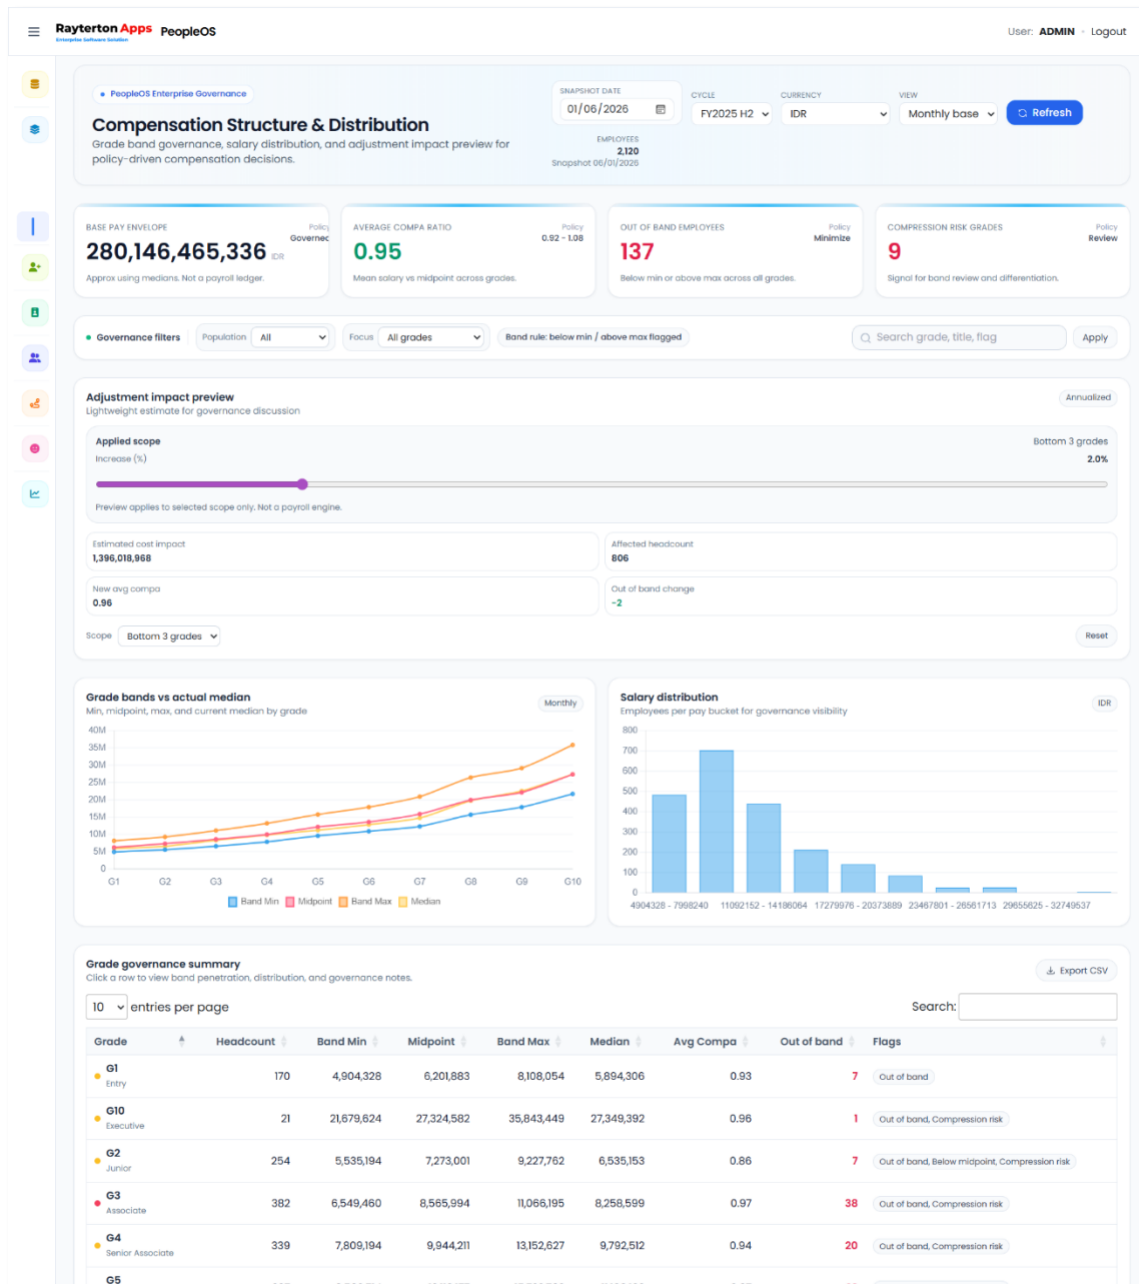 Rayterton Apps PeopleOS
Enterprise Software Solution
User: ADMIN · Logout
PeopleOS Enterprise Governance
Compensation Structure & Distribution
Grade band governance, salary distribution, and adjustment impact preview for
policy-driven compensation decisions.
SNAPSHOT DATE
01/06/2026
CYCLE
FY2025 H2
CURRENCY
IDR
VIEW
Monthly base
Refresh
EMPLOYEES
2,120
Snapshot 06/01/2026
BASE PAY ENVELOPE
Policy
Governed
280,146,465,336 IDR
Approx using medians. Not a payroll ledger.
AVERAGE COMPA RATIO
Policy
0.92 - 1.08
0.95
Mean salary vs midpoint across grades.
OUT OF BAND EMPLOYEES
Policy
Minimize
137
Below min or above max across all grades.
COMPRESSION RISK GRADES
Policy
Review
9
Signal for band review and differentiation.
Governance filters
Population All
Focus All grades
Band rule: below min / above max flagged
Search grade, title, flag
Apply
Adjustment impact preview
Lightweight estimate for governance discussion
Annualized
Applied scope
Bottom 3 grades
Increase (%)
2.0%
Preview applies to selected scope only. Not a payroll engine.
Estimated cost impact
1,396,018,968
Affected headcount
806
New avg compa
0.96
Out of band change
-2
Scope Bottom 3 grades
Reset
Grade bands vs actual median
Min, midpoint, max, and current median by grade
Monthly
40M
35M
30M
25M
20M
15M
10M
5M
0
G1 G2 G3 G4 G5 G6 G7 G8 G9 G10
Band Min Midpoint Band Max Median
Salary distribution
Employees per pay bucket for governance visibility
IDR
800
700
600
500
400
300
200
100
0
4904328 - 7998240 11092152 - 14186064 17279976 - 20373889 23467801 - 26561713 29655625 - 32749537
Grade governance summary
Click a row to view band penetration, distribution, and governance notes.
Export CSV
10 entries per page
Search:
Grade Headcount Band Min Midpoint Band Max Median Avg Compa Out of band Flags
G1
Entry
170 4,904,328 6,201,883 8,108,054 5,894,306 0.93 7 Out of band
G10
Executive
21 21,679,624 27,324,582 35,843,449 27,349,392 0.96 1 Out of band, Compression risk
G2
Junior
254 5,535,194 7,273,001 9,227,762 6,535,153 0.86 7 Out of band, Below midpoint, Compression risk
G3
Associate
382 6,549,460 8,565,994 11,066,195 8,258,599 0.97 38 Out of band, Compression risk
G4
Senior Associate
339 7,809,194 9,944,211 13,152,627 9,792,512 0.94 20 Out of band, Compression risk
G5